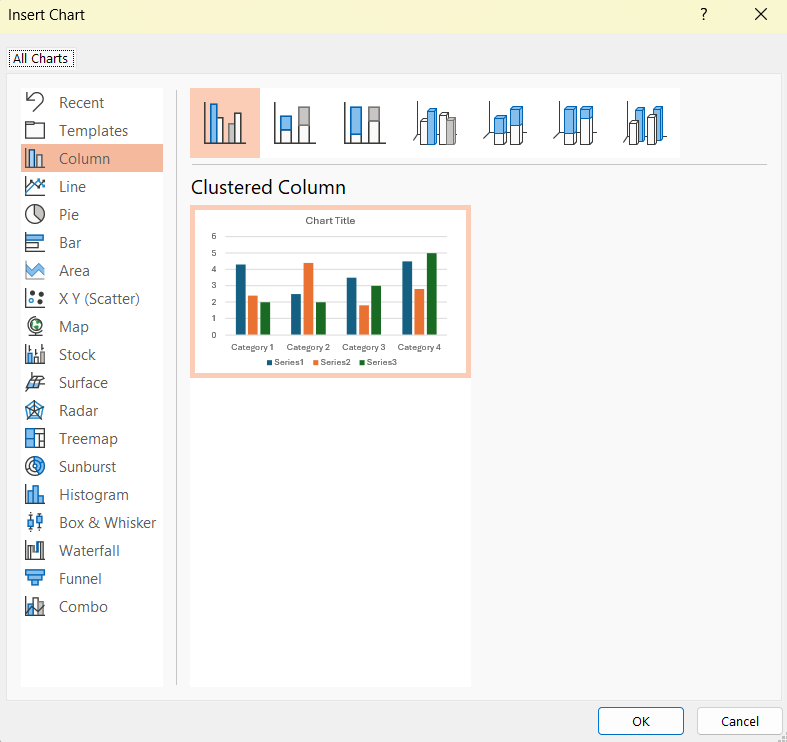 Insert Chart
?
All Charts
Recent
Templates
Column
Line
Pie
Bar
Area
X Y (Scatter)
Map
Stock
Surface
Radar
Treemap
Sunburst
Histogram
Box & Whisker
Waterfall
Funnel
Combo
Clustered Column
Chart Title
6
5
4
3
2
1
0
Category 1 Category 2 Category 3 Category 4
Series1 Series2 Series3
OK Cancel